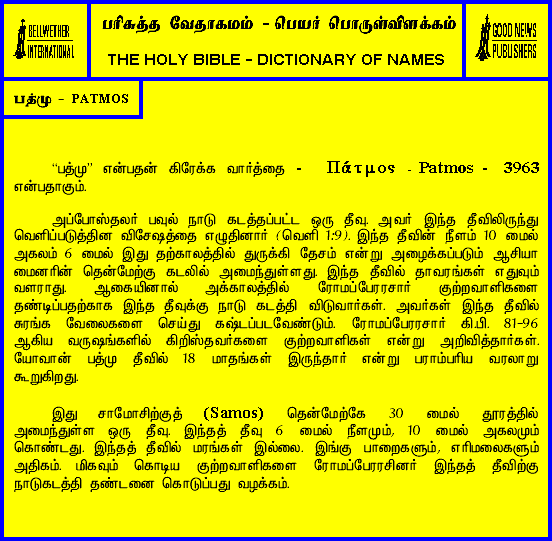 BELLWETHER
INTERNATIONAL
பரிசுத்த வேதாகமம் - பெயர் பொருள்விளக்கம்
THE HOLY BIBLE - DICTIONARY OF NAMES
GOOD NEWS
PUBLISHERS
பத்மு - PATMOS
“பத்மு” என்பதன் கிரேக்க வார்த்தை - Πάτμος - Patmos - 3963
என்பதாகும்.
அப்போஸ்தலர் பவுல் நாடு கடத்தப்பட்ட ஒரு தீவு. அவர் இந்த தீவிலிருந்து
வெளிப்படுத்தின விசேஷத்தை எழுதினார் (வெளி 1:9). இந்த தீவின் நீளம் 10 மைல்
அகலம் 6 மைல் இது தற்காலத்தில் துருக்கி தேசம் என்று அழைக்கப்படும் ஆசியா
மைனரின் தென்மேற்கு கடலில் அமைந்துள்ளது. இந்த தீவில் தாவரங்கள் எதுவும்
வளராது. ஆகையினால் அக்காலத்தில் ரோமப்பேரரசார் குற்றவாளிகளை
தண்டிப்பதற்காக இந்த தீவுக்கு நாடு கடத்தி விடுவார்கள். அவர்கள் இந்த தீவில்
சுரங்க வேலைகளை செய்து கஷ்டப்படவேண்டும். ரோமப்பேரரசார் கி.பி. 81-96
ஆகிய வருஷங்களில் கிறிஸ்தவர்களை குற்றவாளிகள் என்று அறிவித்தார்கள்.
யோவான் பத்மு தீவில் 18 மாதங்கள் இருந்தார் என்று பராம்பரிய வரலாறு
கூறுகிறது.
இது சாமோசிற்குத் (Samos) தென்மேற்கே 30 மைல் தூரத்தில்
அமைந்துள்ள ஒரு தீவு. இந்தத் தீவு 6 மைல் நீளமும், 10 மைல் அகலமும்
கொண்டது. இந்தத் தீவில் மரங்கள் இல்லை. இங்கு பாறைகளும், எரிமலைகளும்
அதிகம். மிகவும் கொடிய குற்றவாளிகளை ரோமப்பேரரசினர் இந்தத் தீவிற்கு
நாடுகடத்தி தண்டனை கொடுப்பது வழக்கம்.